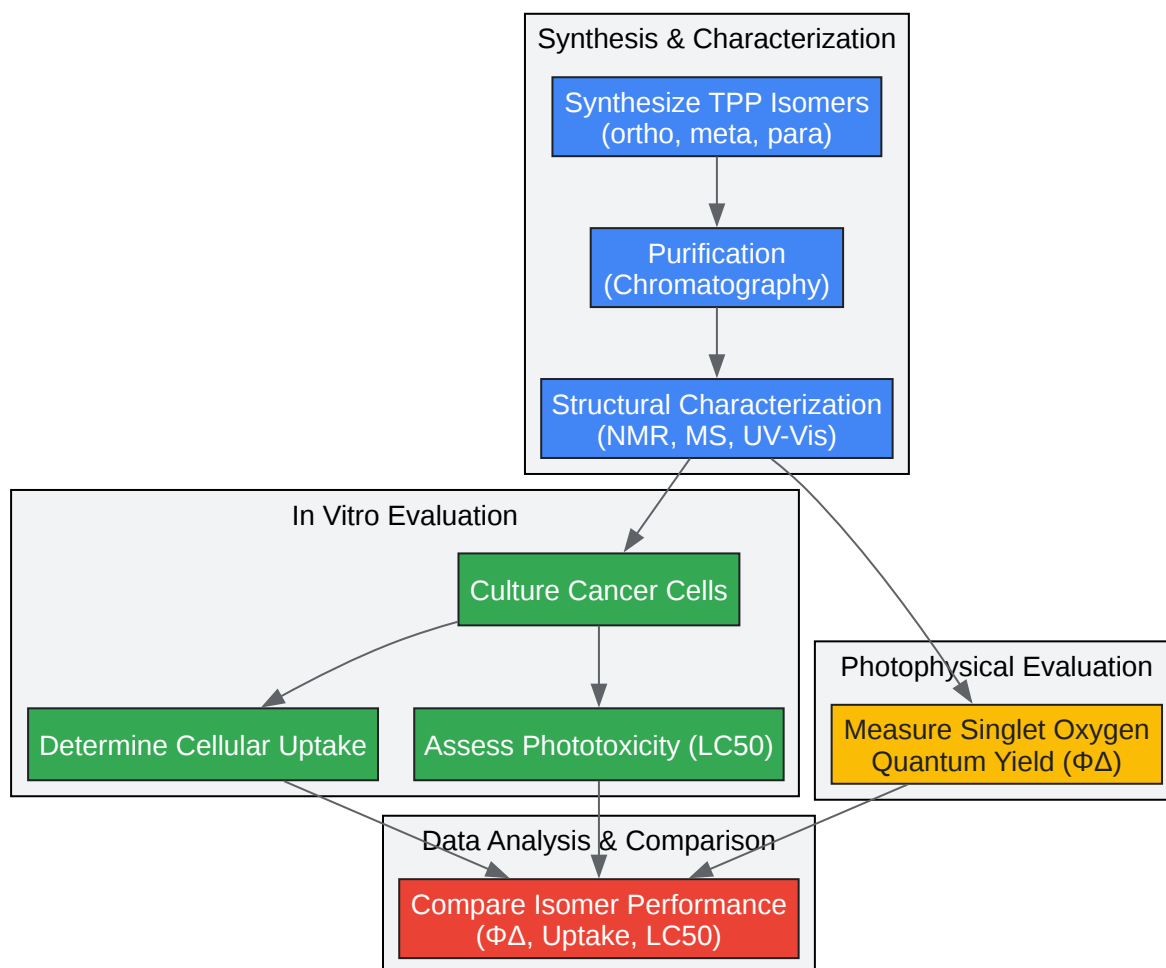 Synthesis & Characterization
Synthesize TPP Isomers
(ortho, meta, para)
Purification
(Chromatography)
Structural Characterization
(NMR, MS, UV-Vis)
In Vitro Evaluation
Culture Cancer Cells
Determine Cellular Uptake
Assess Phototoxicity (LC50)
Photophysical Evaluation
Measure Singlet Oxygen
Quantum Yield (ΦΔ)
Data Analysis & Comparison
Compare Isomer Performance
(ΦΔ, Uptake, LC50)